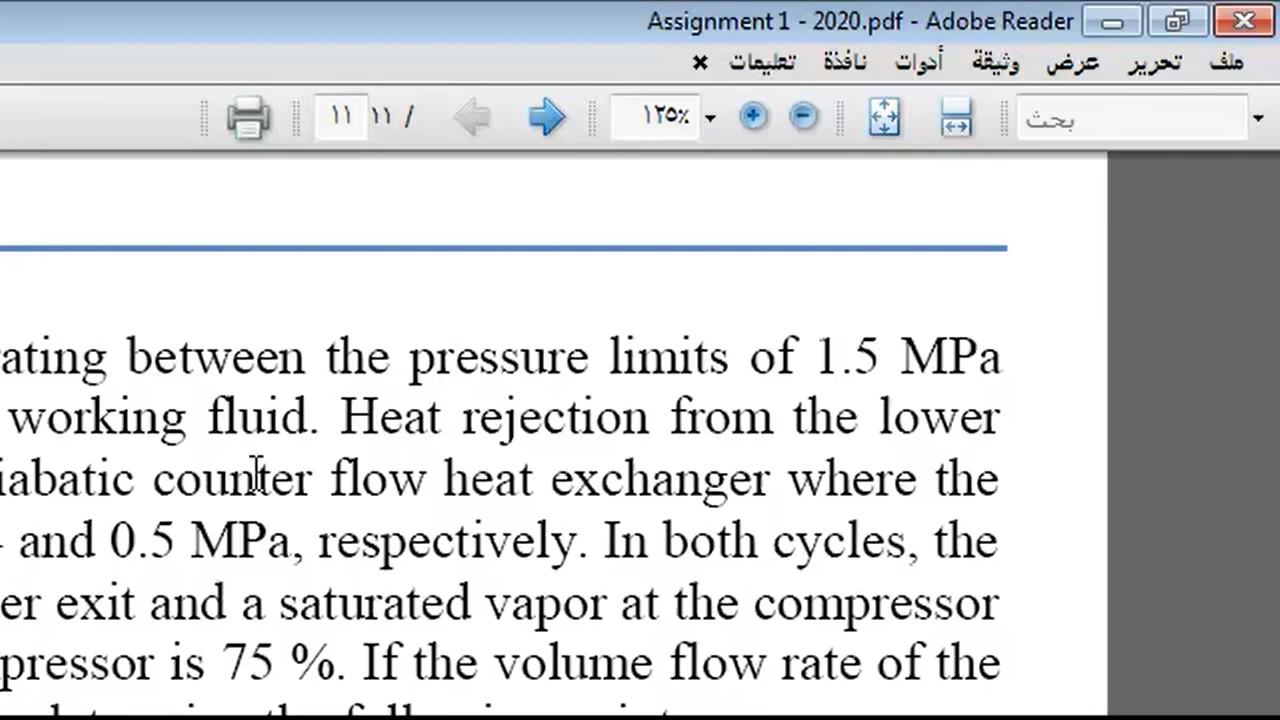 Assignment 1 - 2020.pdf - Adobe Reader
ملف تحرير عرض وثيقة أدوات نافذة تعليمات
١١ / ١١ ١٢٥٪ بحث
ating between the pressure limits of 1.5 MPa
working fluid. Heat rejection from the lower
iabatic counter flow heat exchanger where the
and 0.5 MPa, respectively. In both cycles, the
er exit and a saturated vapor at the compressor
pressor is 75 %. If the volume flow rate of the